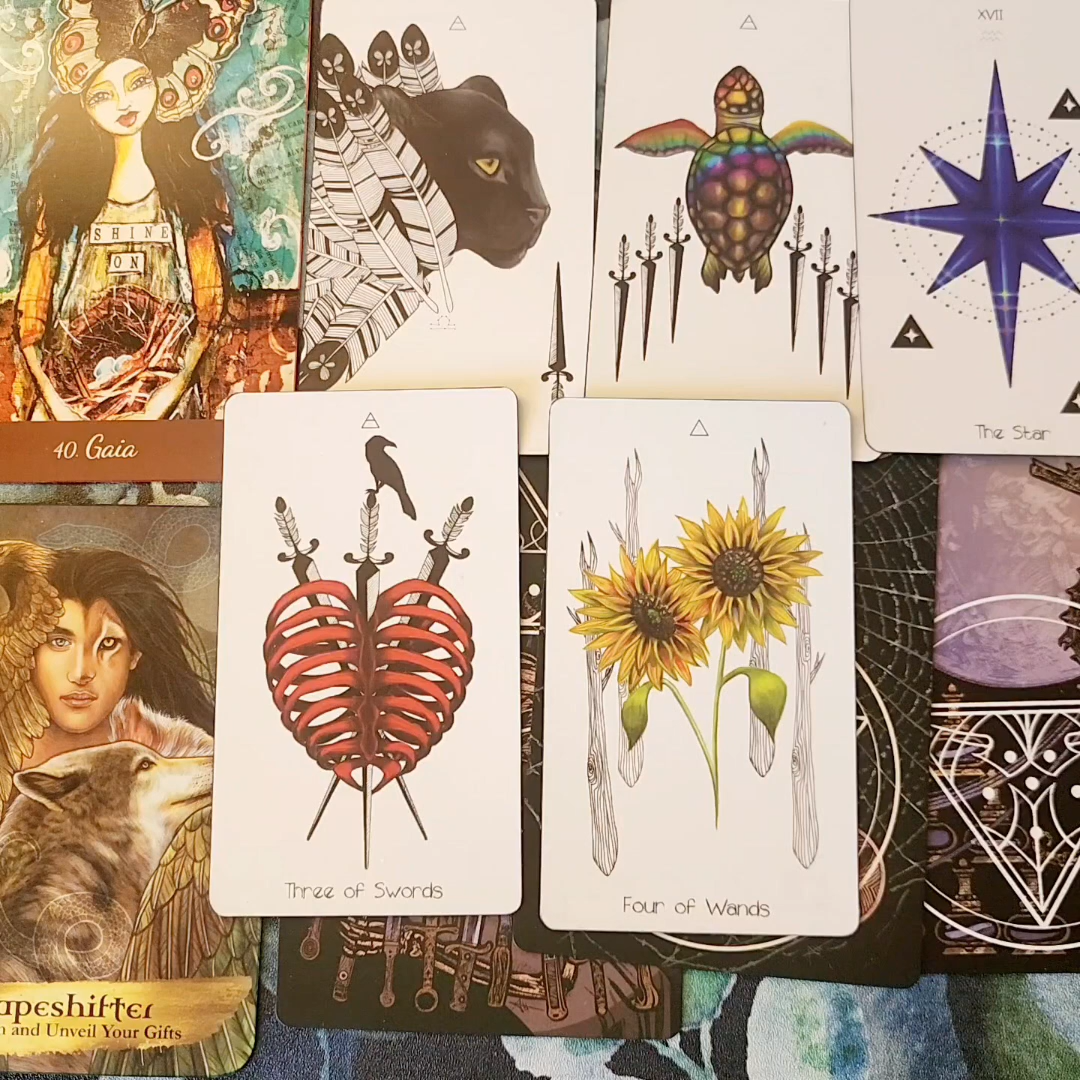 SHINE
ON
40. Gaia
XVII
The Star
Three of Swords
Four of Wands
apeshifter
n and Unveil Your Gifts